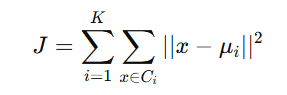 J = \sum_{i=1}^{K} \sum_{x \in C_i} ||x - \mu_i||^2